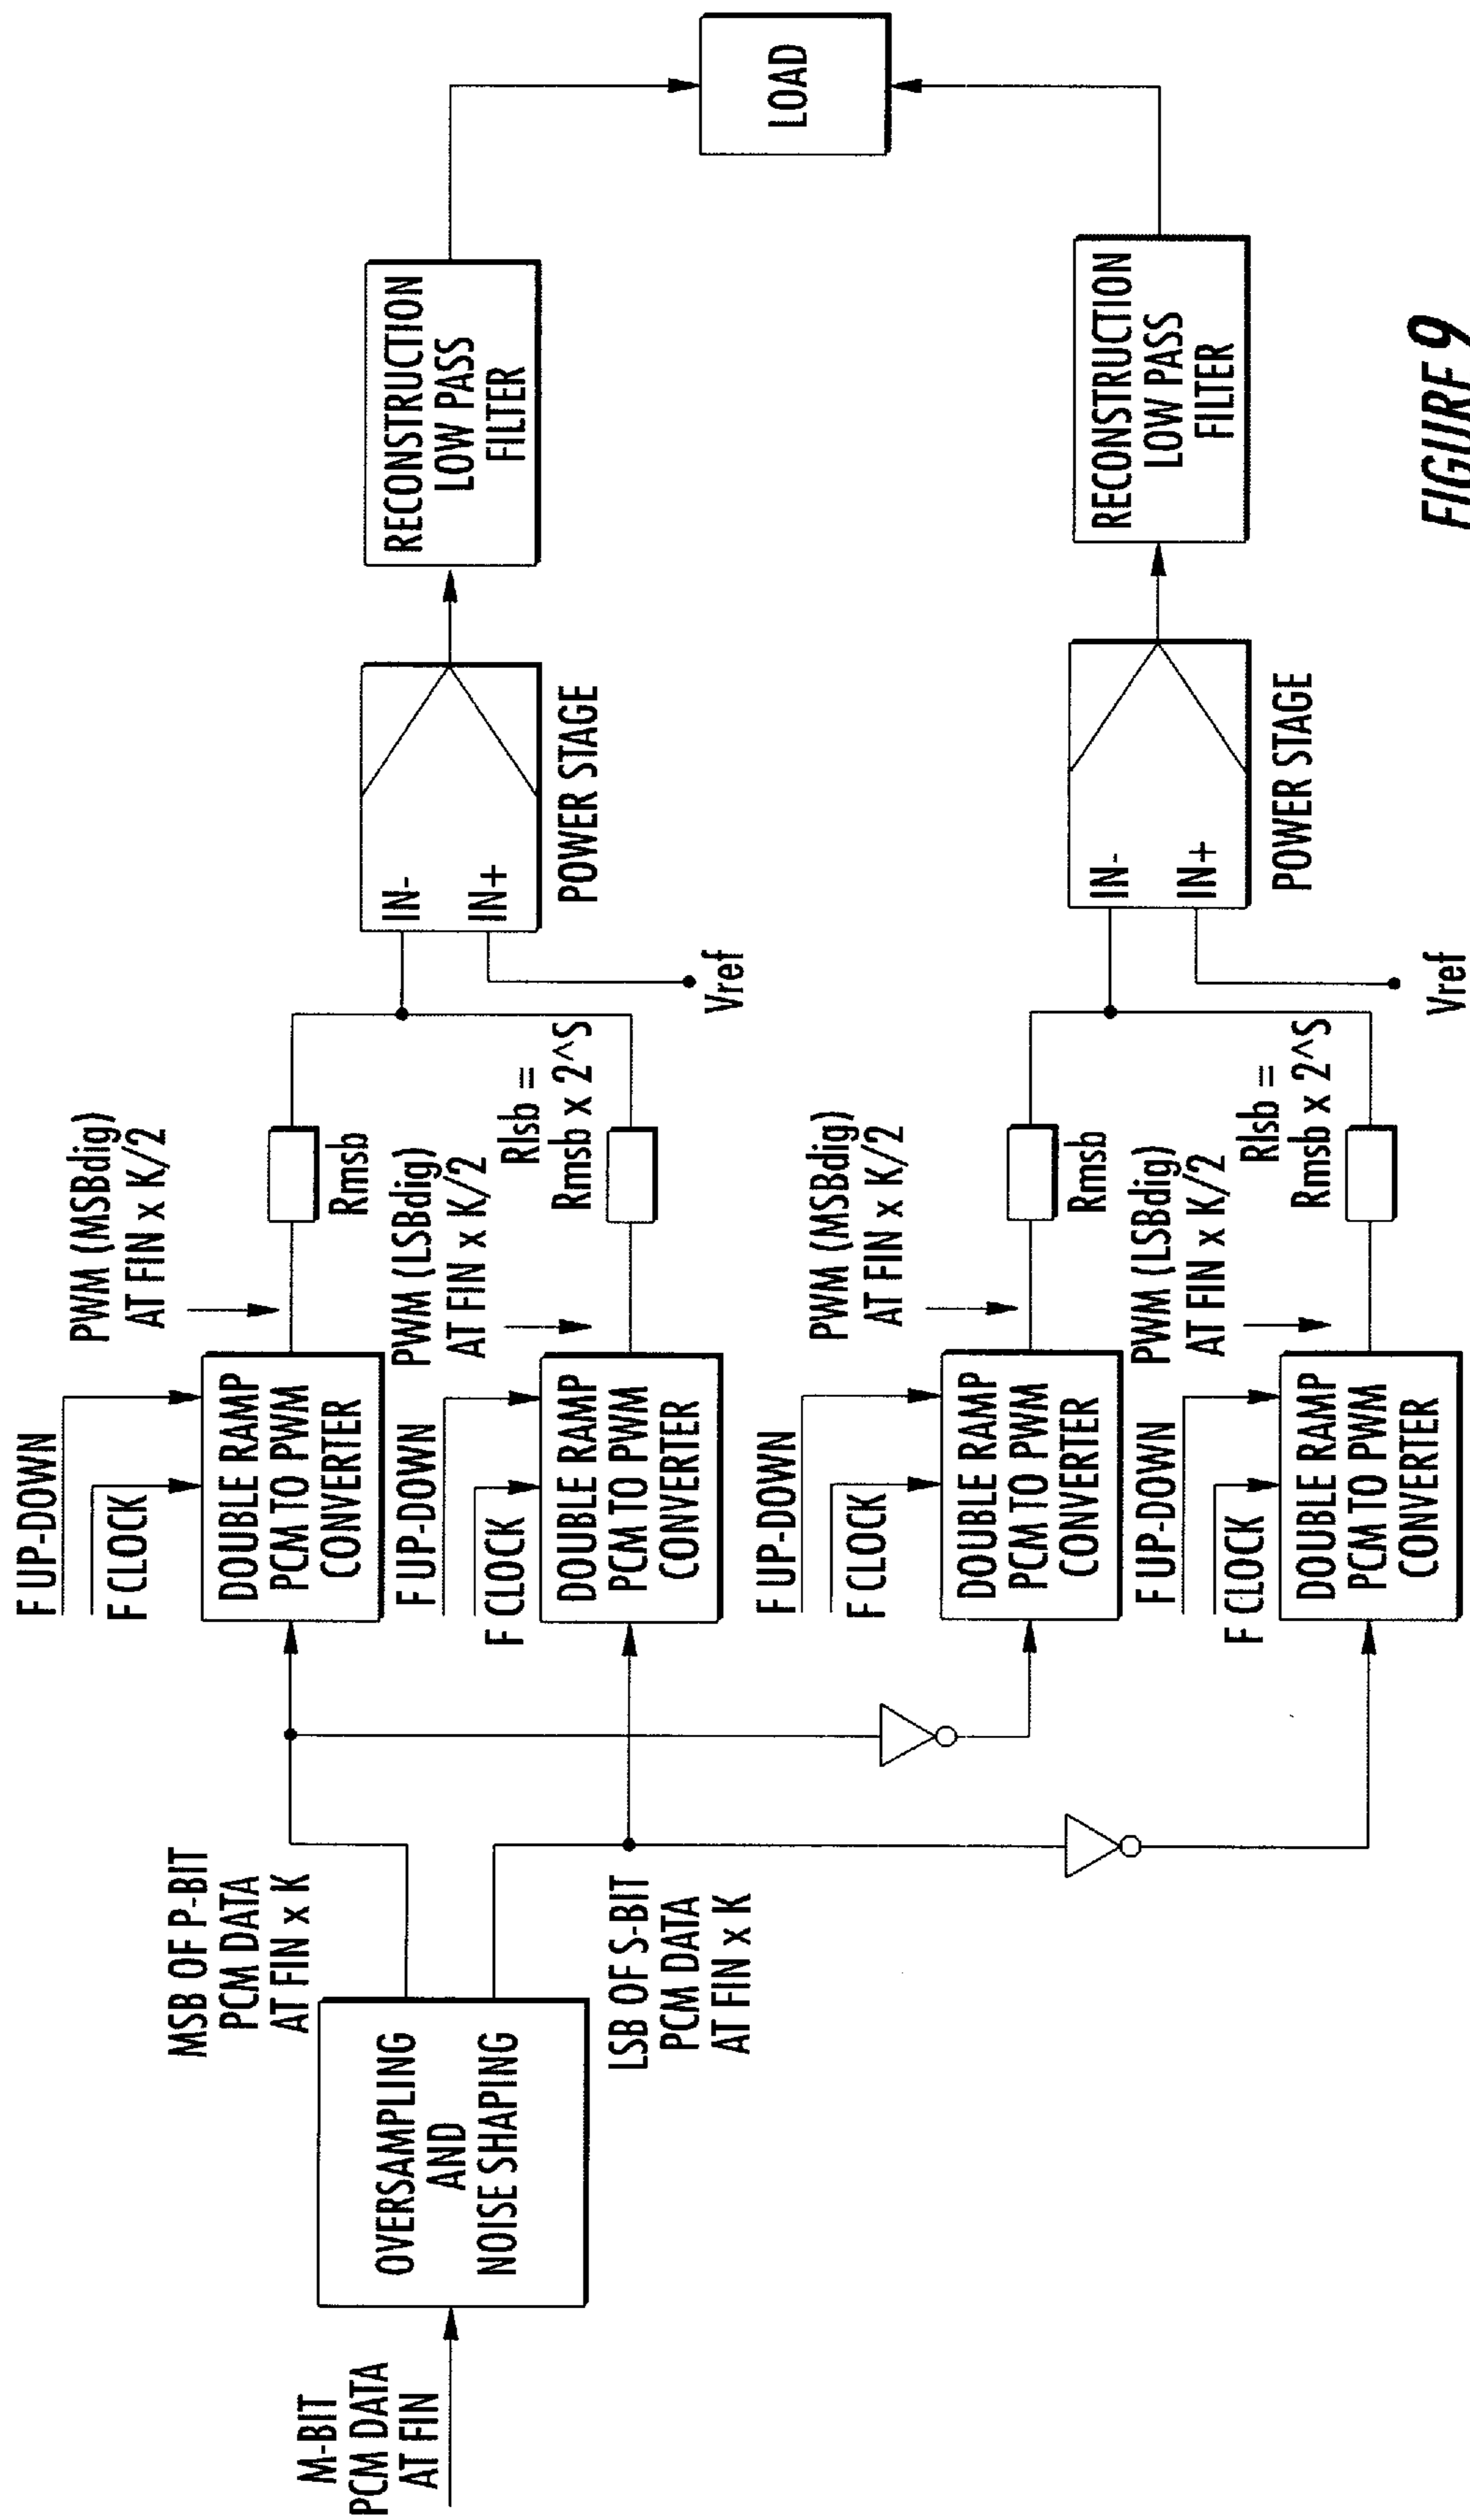 M-BIT
PCM DATA
AT FIN
OVERSAMPLING
AND
NOISE SHAPING
MSB OF P-BIT
PCM DATA
AT FIN x K
LSB OF S-BIT
PCM DATA
AT FIN x K
F UP-DOWN
F CLOCK
DOUBLE RAMP
PCM TO PWM
CONVERTER
PWM (MSBdig)
AT FIN x K/2
Rmsb
F UP-DOWN
F CLOCK
DOUBLE RAMP
PCM TO PWM
CONVERTER
PWM (LSBdig)
AT FIN x K/2
Rlsb =
Rmsb x 2^S
IN-
IN+
Vref
POWER STAGE
RECONSTRUCTION
LOW PASS
FILTER
LOAD
F UP-DOWN
F CLOCK
DOUBLE RAMP
PCM TO PWM
CONVERTER
PWM (MSBdig)
AT FIN x K/2
Rmsb
F UP-DOWN
F CLOCK
DOUBLE RAMP
PCM TO PWM
CONVERTER
PWM (LSBdig)
AT FIN x K/2
Rlsb =
Rmsb x 2^S
IN-
IN+
Vref
POWER STAGE
RECONSTRUCTION
LOW PASS
FILTER
FIGURE 9